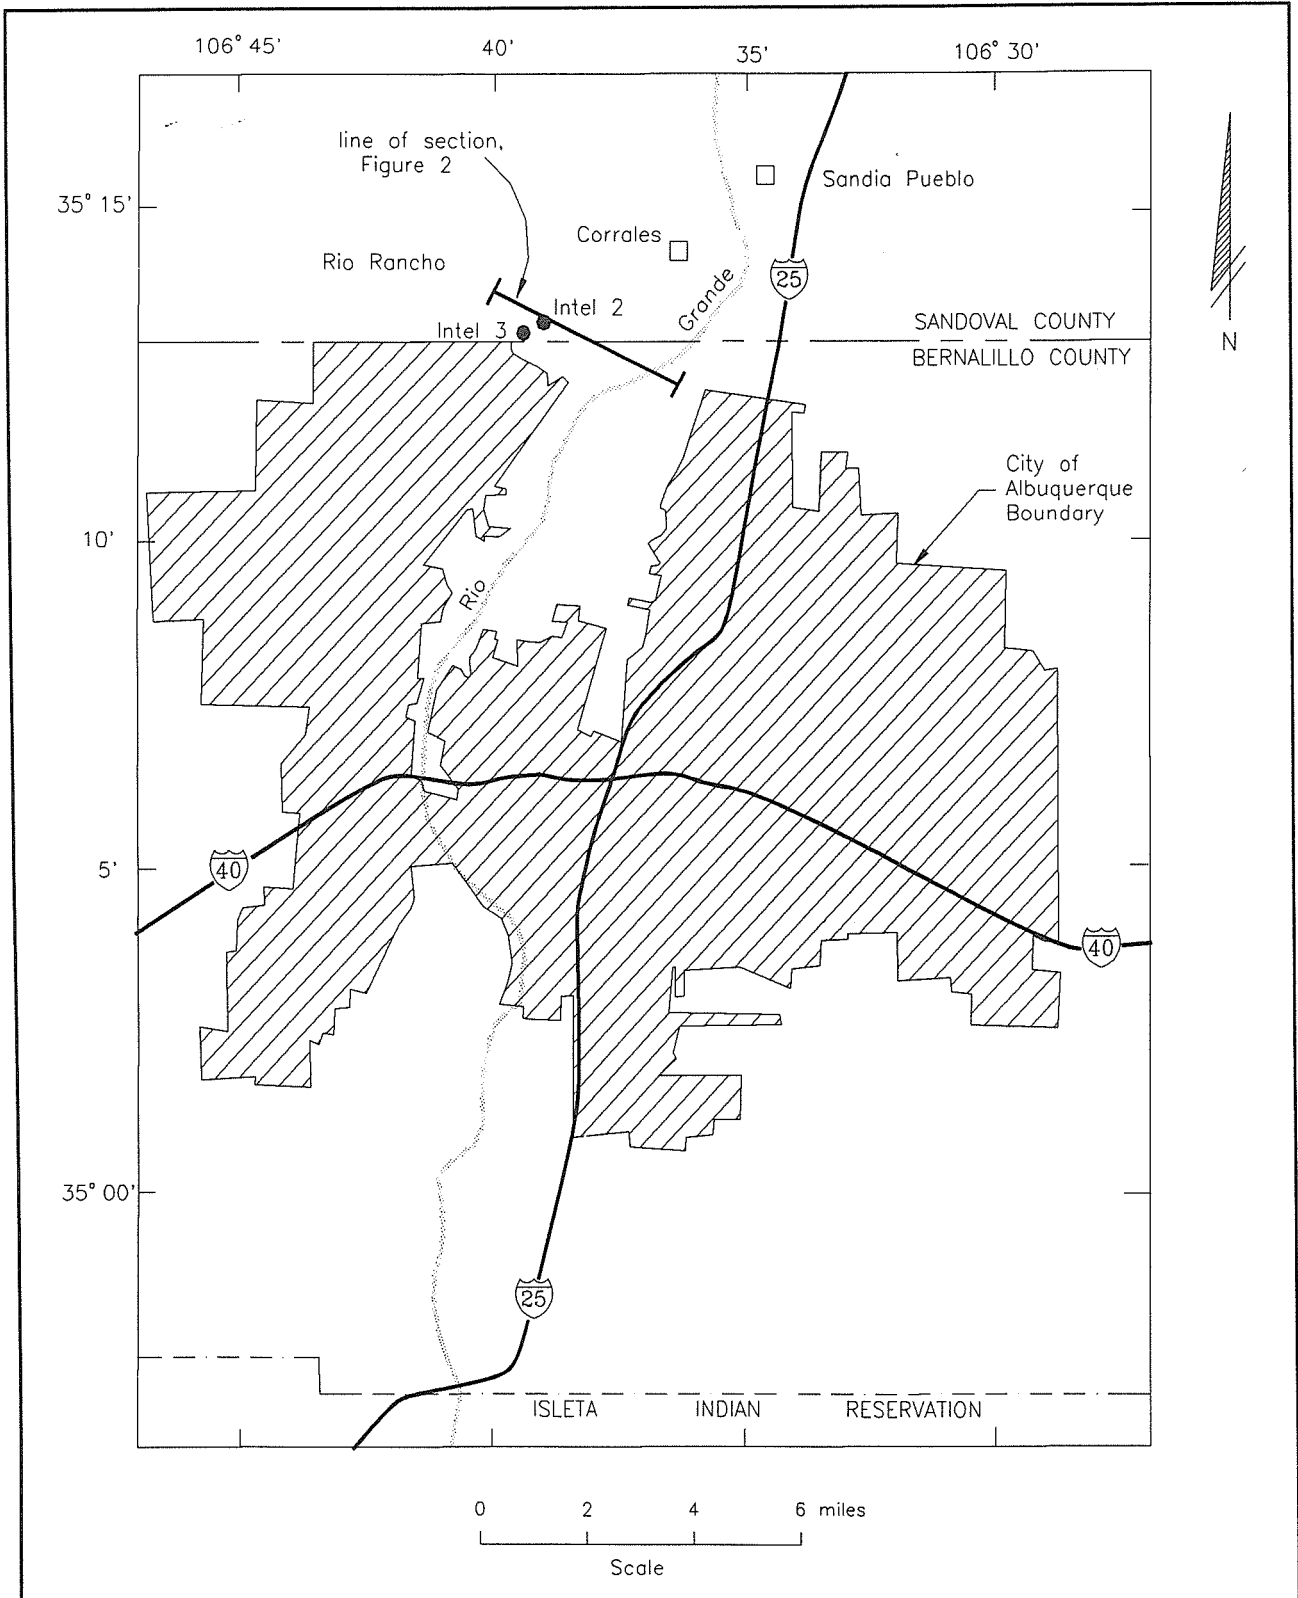 106° 45'
40'
35'
106° 30'
line of section,
Figure 2
Sandia Pueblo
35° 15'
Corrales
Rio Rancho
25
Grande
Intel 2
Intel 3
SANDOVAL COUNTY
BERNALILLO COUNTY
N
City of
Albuquerque
Boundary
10'
Rio
5'
40
40
35° 00'
25
ISLETA INDIAN RESERVATION
0 2 4 6 miles
Scale